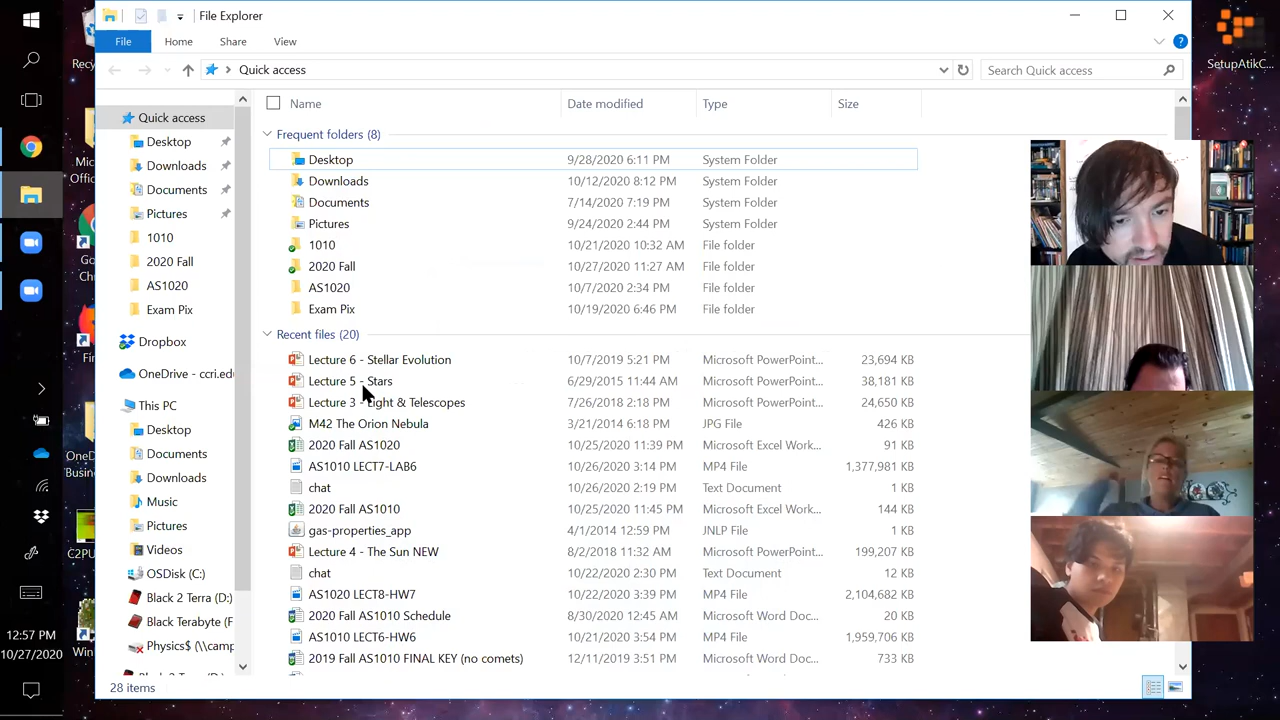 File Explorer
Recy
SetupAtikC...
File Home Share View
Quick access
Search Quick access
Name Date modified Type Size
Quick access
Desktop
Downloads
Documents
Pictures
1010
2020 Fall
AS1020
Exam Pix
Dropbox
OneDrive - ccri.ed
This PC
Desktop
Documents
Downloads
Music
Pictures
Videos
OSDisk (C:)
Black 2 Terra (D:)
Black Terabyte (F
Physics$ (\\camp
Frequent folders (8)
Desktop 9/28/2020 6:11 PM System Folder
Downloads 10/12/2020 8:12 PM System Folder
Documents 7/14/2020 7:19 PM System Folder
Pictures 9/24/2020 2:44 PM System Folder
1010 10/21/2020 10:32 AM File folder
2020 Fall 10/27/2020 11:27 AM File folder
AS1020 10/7/2020 2:34 PM File folder
Exam Pix 10/19/2020 6:46 PM File folder
Recent files (20)
Lecture 6 - Stellar Evolution 10/7/2019 5:21 PM Microsoft PowerPoint... 23,694 KB
Lecture 5 - Stars 6/29/2015 11:44 AM Microsoft PowerPoint... 38,181 KB
Lecture 3 - Light & Telescopes 7/26/2018 2:18 PM Microsoft PowerPoint... 24,650 KB
M42 The Orion Nebula 3/21/2014 6:18 PM JPG File 426 KB
2020 Fall AS1020 10/25/2020 11:39 PM Microsoft Excel Work... 91 KB
AS1010 LECT7-LAB6 10/26/2020 3:14 PM MP4 File 1,377,981 KB
chat 10/26/2020 2:19 PM Text Document 1 KB
2020 Fall AS1010 10/25/2020 11:45 PM Microsoft Excel Work... 144 KB
gas-properties_app 4/1/2014 12:59 PM JNLP File 1 KB
Lecture 4 - The Sun NEW 8/2/2018 11:32 AM Microsoft PowerPoint... 199,207 KB
chat 10/22/2020 2:30 PM Text Document 12 KB
AS1020 LECT8-HW7 10/22/2020 3:39 PM MP4 File 2,104,682 KB
2020 Fall AS1010 Schedule 8/30/2020 12:45 AM Microsoft Word Doc... 20 KB
AS1010 LECT6-HW6 10/21/2020 3:54 PM MP4 File 1,959,706 KB
2019 Fall AS1010 FINAL KEY (no comets) 12/11/2019 3:51 PM Microsoft Word Doc... 733 KB
28 items
Mic
Offic
Go
Chr
Fi
OneD
Busin
C2PU
Win
12:57 PM
10/27/2020